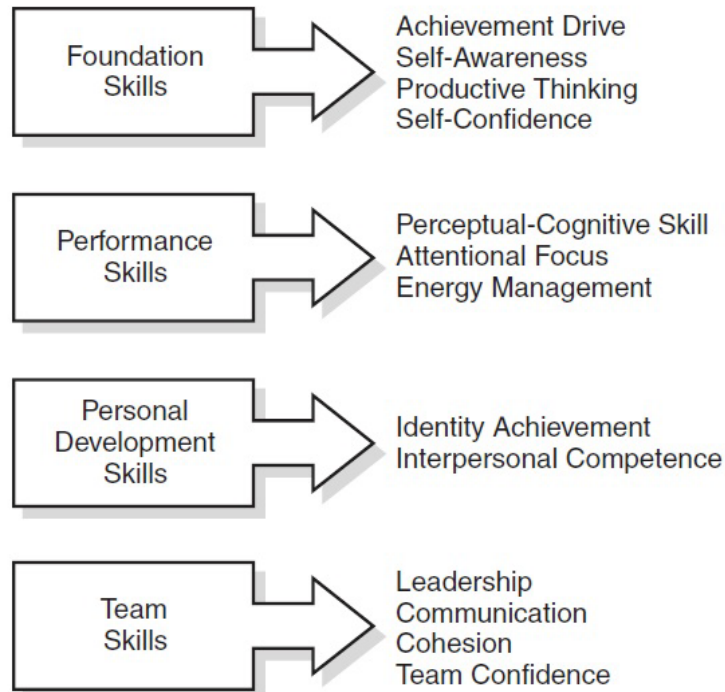 Foundation
Skills
Achievement Drive
Self-Awareness
Productive Thinking
Self-Confidence
Performance
Skills
Perceptual-Cognitive Skill
Attentional Focus
Energy Management
Personal
Development
Skills
Identity Achievement
Interpersonal Competence
Team
Skills
Leadership
Communication
Cohesion
Team Confidence